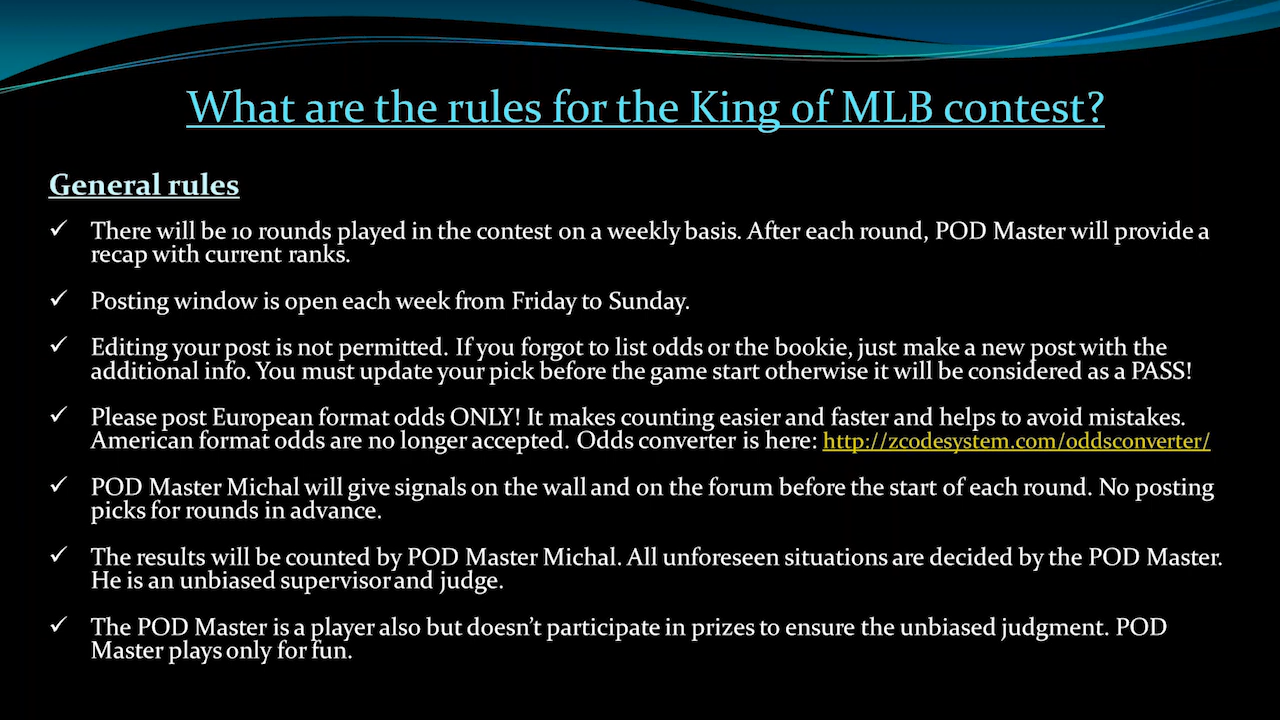 What are the rules for the King of MLB contest?
General rules
✓ There will be 10 rounds played in the contest on a weekly basis. After each round, POD Master will provide a
recap with current ranks.
✓ Posting window is open each week from Friday to Sunday.
✓ Editing your post is not permitted. If you forgot to list odds or the bookie, just make a new post with the
additional info. You must update your pick before the game start otherwise it will be considered as a PASS!
✓ Please post European format odds ONLY! It makes counting easier and faster and helps to avoid mistakes.
American format odds are no longer accepted. Odds converter is here: http://zcodesystem.com/oddsconverter/
✓ POD Master Michal will give signals on the wall and on the forum before the start of each round. No posting
picks for rounds in advance.
✓ The results will be counted by POD Master Michal. All unforeseen situations are decided by the POD Master.
He is an unbiased supervisor and judge.
✓ The POD Master is a player also but doesn’t participate in prizes to ensure the unbiased judgment. POD
Master plays only for fun.